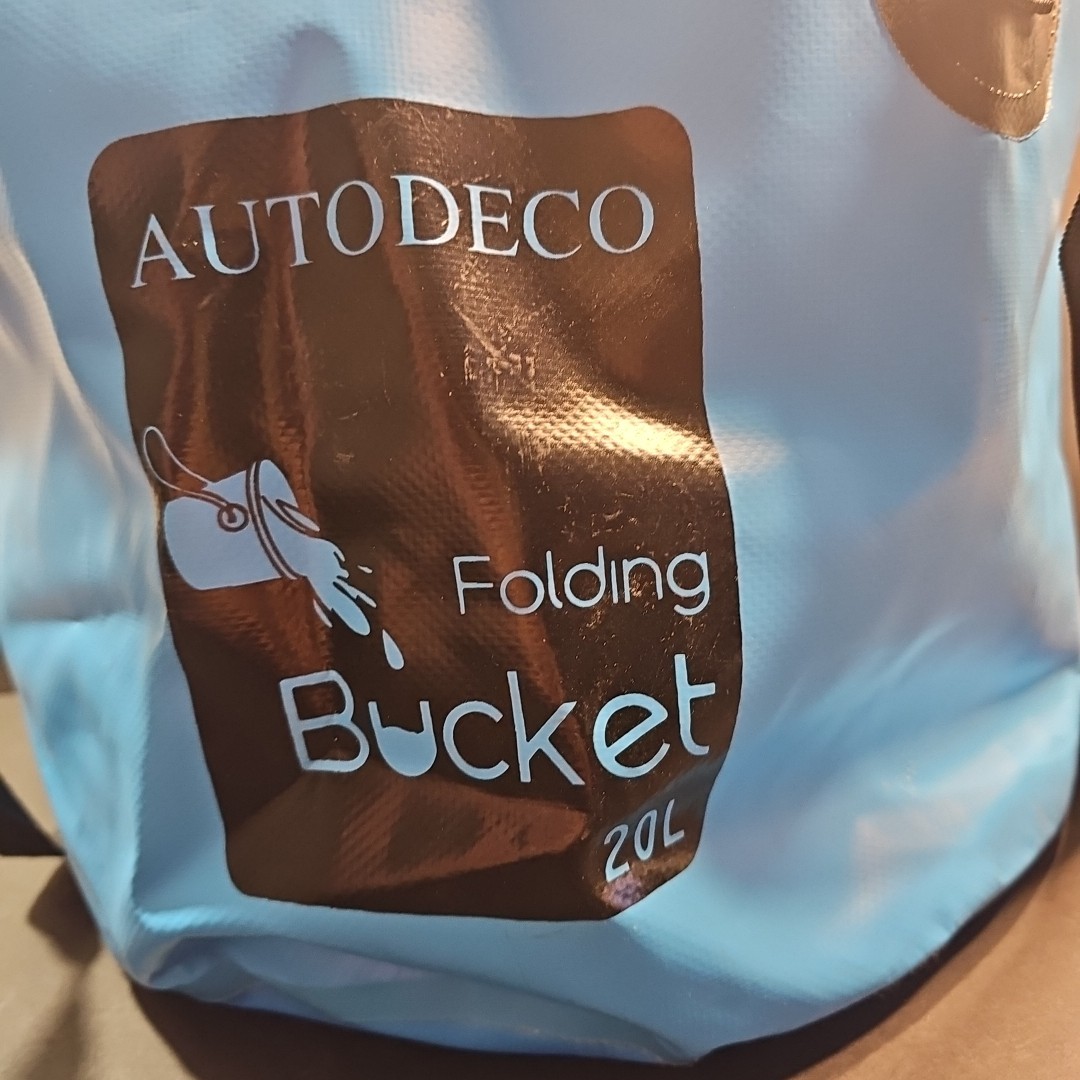 AUTODECO
Folding
Bucket
20L